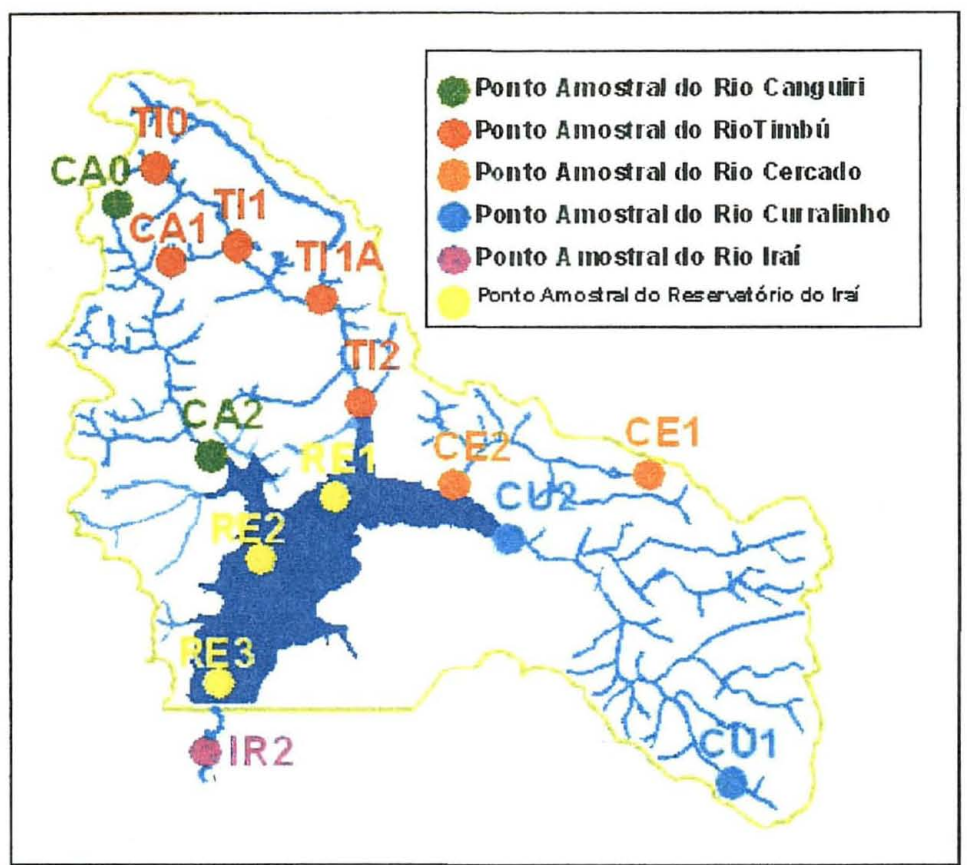 Ponto Amostral do Rio Canguiri
Ponto Amostral do RioTimbú
Ponto Amostral do Rio Cercado
Ponto Amostral do Rio Curralinho
Ponto Amostral do Rio Iraí
Ponto Amostral do Reservatório do Iraí
TI0
CA0
CA1
TI1
TI1A
TI2
CA2
RE1
CE2
CE1
CU2
RE2
RE3
IR2
CU1